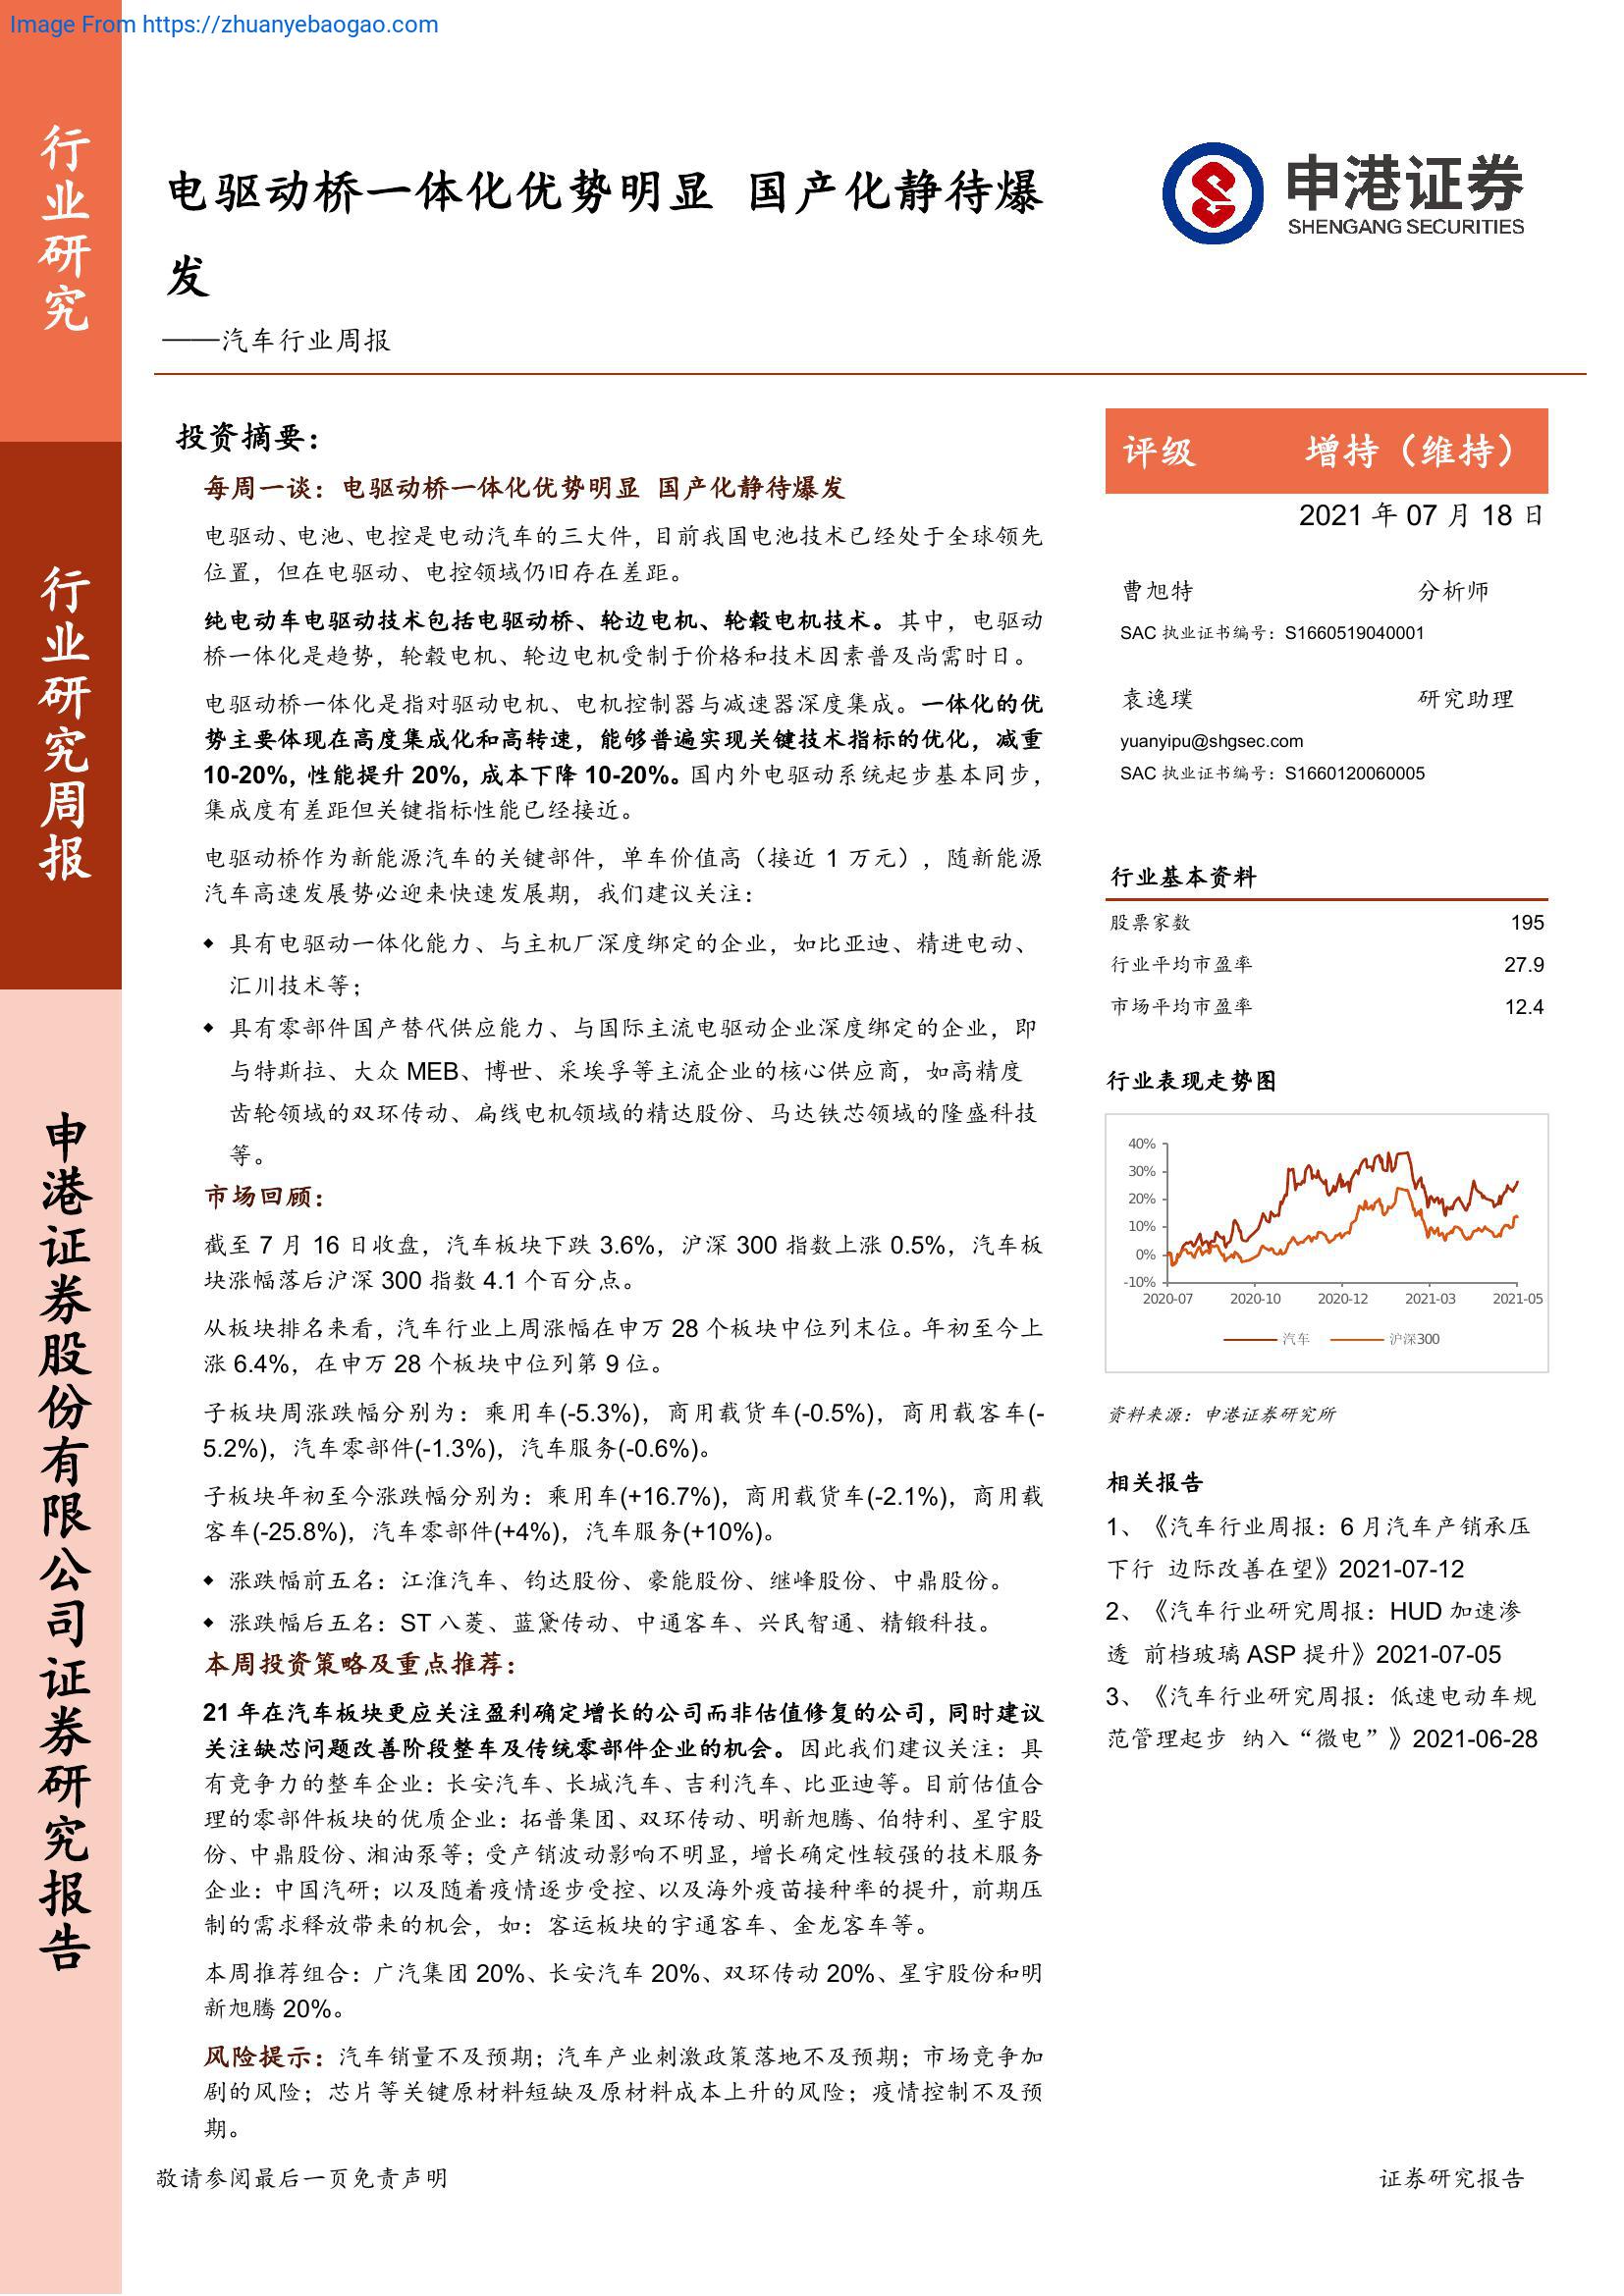 Image From https://zhuanyebaogao.com
行业研究
行业研究周报
申港证券股份有限公司证券研究报告
电驱动桥一体化优势明显 国产化静待爆
发
——汽车行业周报
申港证券
SHENGANG SECURITIES
投资摘要：
每周一谈：电驱动桥一体化优势明显 国产化静待爆发
电驱动、电池、电控是电动汽车的三大件，目前我国电池技术已经处于全球领先
位置，但在电驱动、电控领域仍旧存在差距。
纯电动车电驱动技术包括电驱动桥、轮边电机、轮毂电机技术。其中，电驱动
桥一体化是趋势，轮毂电机、轮边电机受制于价格和技术因素普及尚需时日。
电驱动桥一体化是指对驱动电机、电机控制器与减速器深度集成。一体化的优
势主要体现在高度集成化和高转速，能够普遍实现关键技术指标的优化，减重
10-20%，性能提升 20%，成本下降 10-20%。国内外电驱动系统起步基本同步，
集成度有差距但关键指标性能已经接近。
电驱动桥作为新能源汽车的关键部件，单车价值高（接近 1 万元），随新能源
汽车高速发展势必迎来快速发展期，我们建议关注：
◆ 具有电驱动一体化能力、与主机厂深度绑定的企业，如比亚迪、精进电动、
汇川技术等；
◆ 具有零部件国产替代供应能力、与国际主流电驱动企业深度绑定的企业，即
与特斯拉、大众 MEB、博世、采埃孚等主流企业的核心供应商，如高精度
齿轮领域的双环传动、扁线电机领域的精达股份、马达铁芯领域的隆盛科技
等。
市场回顾：
截至 7 月 16 日收盘，汽车板块下跌 3.6%，沪深 300 指数上涨 0.5%，汽车板
块涨幅落后沪深 300 指数 4.1 个百分点。
从板块排名来看，汽车行业上周涨幅在申万 28 个板块中位列末位。年初至今上
涨 6.4%，在申万 28 个板块中位列第 9 位。
子板块周涨跌幅分别为：乘用车(-5.3%)，商用载货车(-0.5%)，商用载客车(-
5.2%)，汽车零部件(-1.3%)，汽车服务(-0.6%)。
子板块年初至今涨跌幅分别为：乘用车(+16.7%)，商用载货车(-2.1%)，商用载
客车(-25.8%)，汽车零部件(+4%)，汽车服务(+10%)。
◆ 涨跌幅前五名：江淮汽车、钧达股份、豪能股份、继峰股份、中鼎股份。
◆ 涨跌幅后五名：ST 八菱、蓝黛传动、中通客车、兴民智通、精锻科技。
本周投资策略及重点推荐：
21 年在汽车板块更应关注盈利确定增长的公司而非估值修复的公司，同时建议
关注缺芯问题改善阶段整车及传统零部件企业的机会。因此我们建议关注：具
有竞争力的整车企业：长安汽车、长城汽车、吉利汽车、比亚迪等。目前估值合
理的零部件板块的优质企业：拓普集团、双环传动、明新旭腾、伯特利、星宇股
份、中鼎股份、湘油泵等；受产销波动影响不明显，增长确定性较强的技术服务
企业：中国汽研；以及随着疫情逐步受控、以及海外疫苗接种率的提升，前期压
制的需求释放带来的机会，如：客运板块的宇通客车、金龙客车等。
本周推荐组合：广汽集团 20%、长安汽车 20%、双环传动 20%、星宇股份和明
新旭腾 20%。
风险提示：汽车销量不及预期；汽车产业刺激政策落地不及预期；市场竞争加
剧的风险；芯片等关键原材料短缺及原材料成本上升的风险；疫情控制不及预
期。
评级 增持（维持）
2021 年 07 月 18 日
曹旭特 分析师
SAC 执业证书编号：S1660519040001
袁逸璞 研究助理
yuanyipu@shgsec.com
SAC 执业证书编号：S1660120060005
行业基本资料
股票家数 195
行业平均市盈率 27.9
市场平均市盈率 12.4
行业表现走势图
40%
30%
20%
10%
0%
-10%
2020-07 2020-10 2020-12 2021-03 2021-05
汽车 沪深300
资料来源：申港证券研究所
相关报告
1、《汽车行业周报：6 月汽车产销承压
下行 边际改善在望》2021-07-12
2、《汽车行业研究周报：HUD 加速渗
透 前档玻璃 ASP 提升》2021-07-05
3、《汽车行业研究周报：低速电动车规
范管理起步 纳入“微电”》2021-06-28
敬请参阅最后一页免责声明 证券研究报告